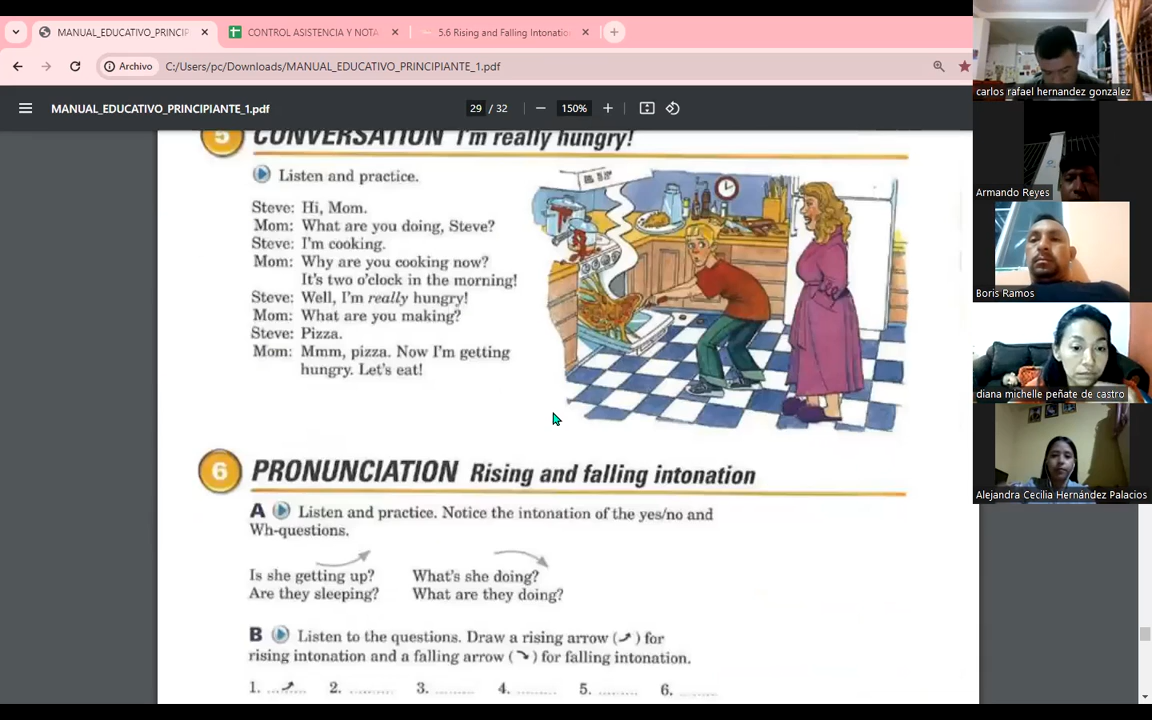 MANUAL_EDUCATIVO_PRINCIP
CONTROL ASISTENCIA Y NOTA
5.6 Rising and Falling Intonatio
Archivo
C:/Users/pc/Downloads/MANUAL_EDUCATIVO_PRINCIPIANTE_1.pdf
MANUAL_EDUCATIVO_PRINCIPIANTE_1.pdf
29 / 32
150%
5 CONVERSATION I'm really hungry!
Listen and practice.
Steve: Hi, Mom.
Mom: What are you doing, Steve?
Steve: I'm cooking.
Mom: Why are you cooking now?
It's two o'clock in the morning!
Steve: Well, I'm really hungry!
Mom: What are you making?
Steve: Pizza.
Mom: Mmm, pizza. Now I'm getting
hungry. Let's eat!
6 PRONUNCIATION Rising and falling intonation
A Listen and practice. Notice the intonation of the yes/no and
Wh-questions.
Is she getting up? What's she doing?
Are they sleeping? What are they doing?
B Listen to the questions. Draw a rising arrow ( ) for
rising intonation and a falling arrow ( ) for falling intonation.
1. 2. 3. 4. 5. 6.
carlos rafael hernandez gonzalez
Armando Reyes
Boris Ramos
diana michelle peñate de castro
Alejandra Cecilia Hernández Palacios